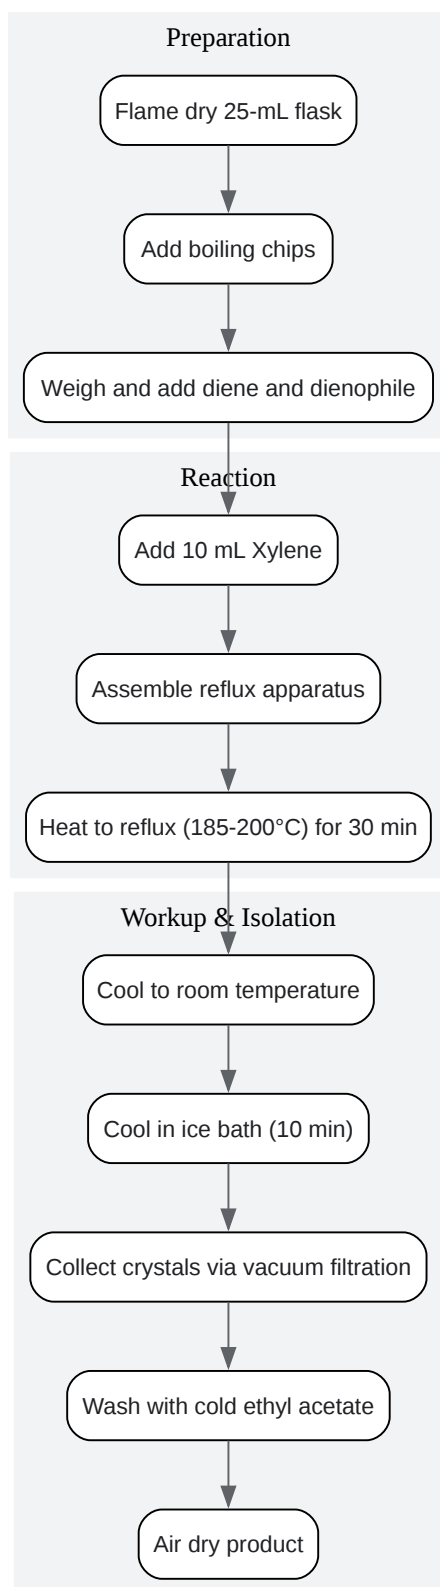 Preparation
Flame dry 25-mL flask
Add boiling chips
Weigh and add diene and dienophile
Reaction
Add 10 mL Xylene
Assemble reflux apparatus
Heat to reflux (185-200°C) for 30 min
Workup & Isolation
Cool to room temperature
Cool in ice bath (10 min)
Collect crystals via vacuum filtration
Wash with cold ethyl acetate
Air dry product